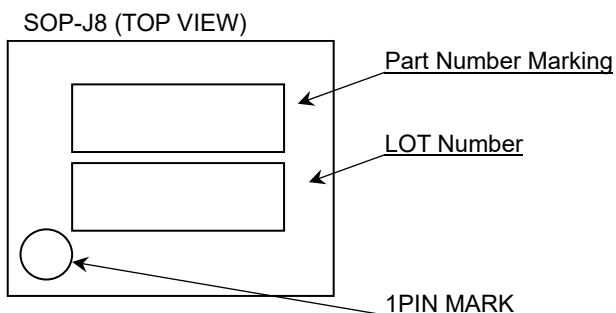 SOP-J8 (TOP VIEW)
Part Number Marking
LOT Number
1PIN MARK